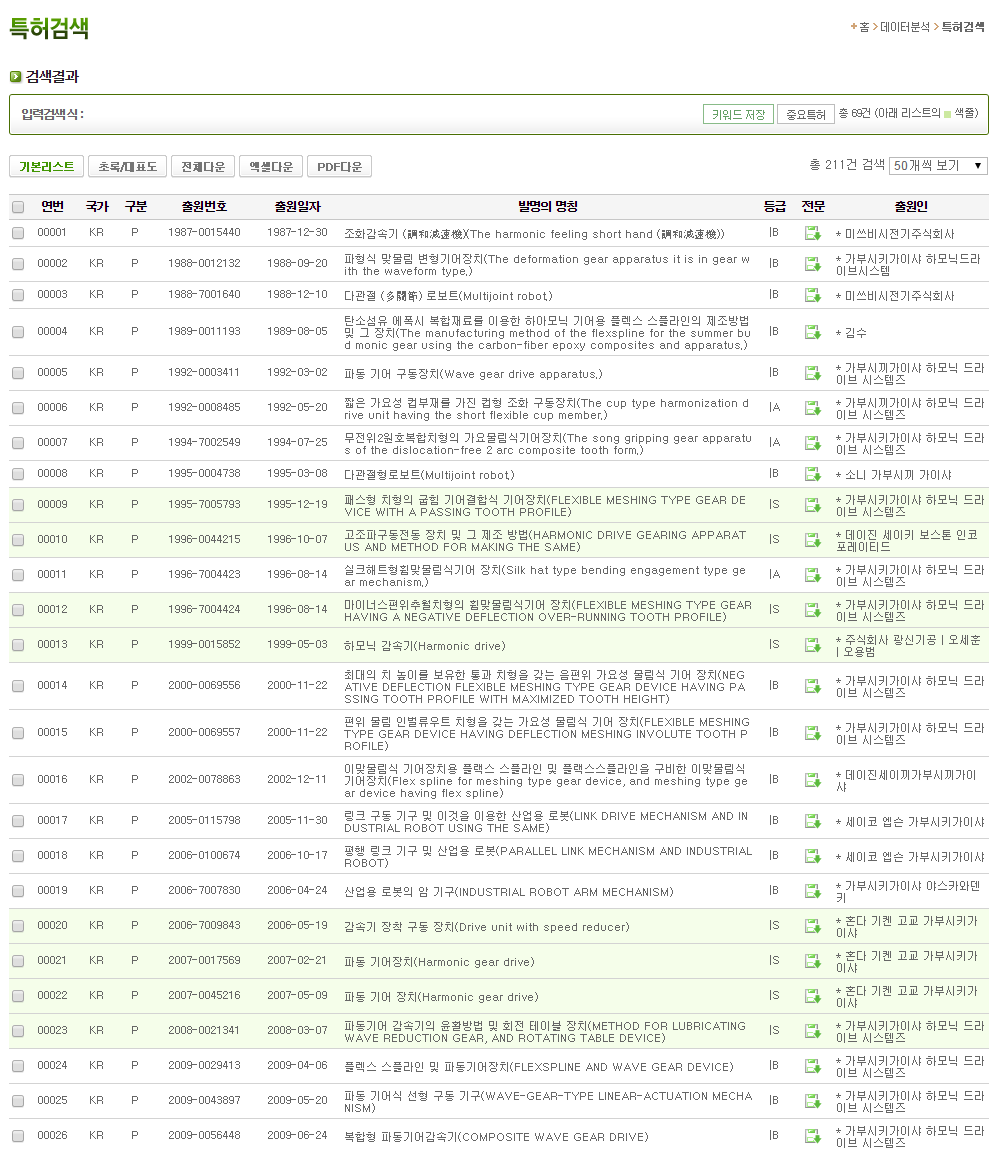 특허검색
홈 > 데이터분석 > 특허검색
검색결과
입력검색식 :
키워드 저장 중요특허 총 69건 (아래 리스트의 색줄)
기본리스트 초록/대표도 전체다운 엑셀다운 PDF다운
총 211건 검색 50개씩 보기
연번 국가 구분 출원번호 출원일자 발명의 명칭 등급 전문 출원인
00001 KR P 1987-0015440 1987-12-30 조화감속기 (調和減速機)(The harmonic feeling short hand (調和減速機)) |B * 미쓰비시전기주식회사
00002 KR P 1988-0012132 1988-09-20 파형식 맞물림 변형기어장치(The deformation gear apparatus it is in gear w |B * 가부시키가이샤 하모닉드라
ith the waveform type.) 이브시스템
00003 KR P 1988-7001640 1988-12-10 다관절 (多關節) 로보트(Multijoint robot.) |B * 미쓰비시전기주식회사
탄소섬유 에폭시 복합재료를 이용한 하아모닉 기어용 플렉스 스플라인의 제조방법
00004 KR P 1989-0011193 1989-08-05 및 그 장치(The manufacturing method of the flexspline for the summer bu |B * 김수
d monic gear using the carbon-fiber epoxy composites and apparatus.)
00005 KR P 1992-0003411 1992-03-02 파동 기어 구동장치(Wave gear drive apparatus.) |B * 가부시끼가이샤 하모닉 드라
이브 시스템즈
00006 KR P 1992-0008485 1992-05-20 짧은 가요성 컵부재를 가진 컵형 조화 구동장치(The cup type harmonization d |A * 가부시끼가이샤 하모닉 드라
rive unit having the short flexible cup member.) 이브 시스템즈
00007 KR P 1994-7002549 1994-07-25 무전위2원호복합치형의 가요물림식기어장치(The song gripping gear apparatu |A * 가부시키가이샤 하모닉 드라
s of the dislocation-free 2 arc composite tooth form.) 이브 시스템즈
00008 KR P 1995-0004738 1995-03-08 다관절형로보트(Multijoint robot.) |B * 소니 가부시끼 가이샤
00009 KR P 1995-7005793 1995-12-19 패스형 치형의 굽힘 기어결합식 기어장치(FLEXIBLE MESHING TYPE GEAR DE |S * 가부시키가이샤 하모닉 드라
VICE WITH A PASSING TOOTH PROFILE) 이브 시스템즈
00010 KR P 1996-0044215 1996-10-07 고조파구동전동 장치 및 그 제조 방법(HARMONIC DRIVE GEARING APPARAT |S * 데이진 세이키 보스톤 인코
US AND METHOD FOR MAKING THE SAME) 포레이티드
00011 KR P 1996-7004423 1996-08-14 실크해트형휨맞물림식기어 장치(Silk hat type bending engagement type ge |A * 가부시키가이샤 하모닉 드라
ar mechanism.) 이브 시스템즈
00012 KR P 1996-7004424 1996-08-14 마이너스편위추월치형의 휨맞물림식기어 장치(FLEXIBLE MESHING TYPE GEAR |S * 가부시키가이샤 하모닉 드라
HAVING A NEGATIVE DEFLECTION OVER-RUNNING TOOTH PROFILE) 이브 시스템즈
00013 KR P 1999-0015852 1999-05-03 하모닉 감속기(Harmonic drive) |S * 주식회사 광신기공 | 오세훈
| 오용범
최대의 치 높이를 보유한 통과 치형을 갖는 음편위 가요성 물림식 기어 장치(NEG
00014 KR P 2000-0069556 2000-11-22 ATIVE DEFLECTION FLEXIBLE MESHING TYPE GEAR DEVICE HAVING PA |B * 가부시키가이샤 하모닉 드라
SSING TOOTH PROFILE WITH MAXIMIZED TOOTH HEIGHT) 이브 시스템즈
편위 물림 인벌류우트 치형을 갖는 가요성 물림식 기어 장치(FLEXIBLE MESHING
00015 KR P 2000-0069557 2000-11-22 TYPE GEAR DEVICE HAVING DEFLECTION MESHING INVOLUTE TOOTH P |B * 가부시키가이샤 하모닉 드라
ROFILE) 이브 시스템즈
이맞물림식 기어장치용 플랙스 스플라인 및 플랙스스플라인을 구비한 이맞물림식
00016 KR P 2002-0078863 2002-12-11 기어장치(Flex spline for meshing type gear device, and meshing type ge |B * 데이진세이끼가부시끼가이
ar device having flex spline) 샤
00017 KR P 2005-0115798 2005-11-30 링크 구동 기구 및 이것을 이용한 산업용 로봇(LINK DRIVE MECHANISM AND IN |B * 세이코 엡슨 가부시키가이샤
DUSTRIAL ROBOT USING THE SAME)
00018 KR P 2006-0100674 2006-10-17 평행 링크 기구 및 산업용 로봇(PARALLEL LINK MECHANISM AND INDUSTRIAL |B * 세이코 엡슨 가부시키가이샤
ROBOT)
00019 KR P 2006-7007830 2006-04-24 산업용 로봇의 암 기구(INDUSTRIAL ROBOT ARM MECHANISM) |B * 가부시키가이샤 야스카와덴
키
00020 KR P 2006-7009843 2006-05-19 감속기 장착 구동 장치(Drive unit with speed reducer) |S * 혼다 기켄 고교 가부시키가
이샤
00021 KR P 2007-0017569 2007-02-21 파동 기어장치(Harmonic gear drive) |S * 혼다 기켄 고교 가부시키가
이샤
00022 KR P 2007-0045216 2007-05-09 파동 기어 장치(Harmonic gear drive) |S * 혼다 기켄 고교 가부시키가
이샤
00023 KR P 2008-0021341 2008-03-07 파동기어 감속기의 윤활방법 및 회전 테이블 장치(METHOD FOR LUBRICATING |S * 가부시키가이샤 하모닉 드라
WAVE REDUCTION GEAR, AND ROTATING TABLE DEVICE) 이브 시스템즈
00024 KR P 2009-0029413 2009-04-06 플렉스 스플라인 및 파동기어장치(FLEXSPLINE AND WAVE GEAR DEVICE) |B * 가부시키가이샤 하모닉 드라
이브 시스템즈
00025 KR P 2009-0043897 2009-05-20 파동 기어식 선형 구동 기구(WAVE-GEAR-TYPE LINEAR-ACTUATION MECHA |B * 가부시키가이샤 하모닉 드라
NISM) 이브 시스템즈
00026 KR P 2009-0056448 2009-06-24 복합형 파동기어감속기(COMPOSITE WAVE GEAR DRIVE) |B * 가부시키가이샤 하모닉 드라
이브 시스템즈